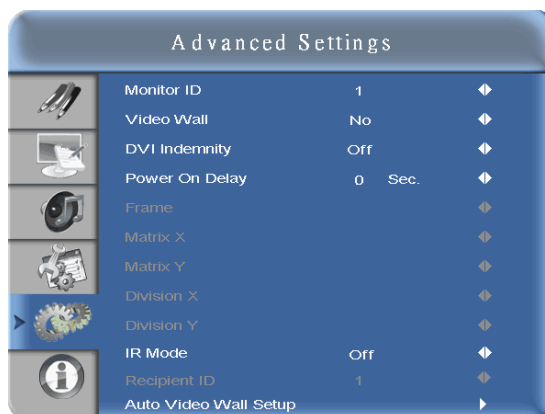 Advanced Settings
Monitor ID 1
Video Wall No
DVI Indemnity Off
Power On Delay 0 Sec.
Frame
Matrix X
Matrix Y
Division X
Division Y
IR Mode Off
Recipient ID 1
Auto Video Wall Setup